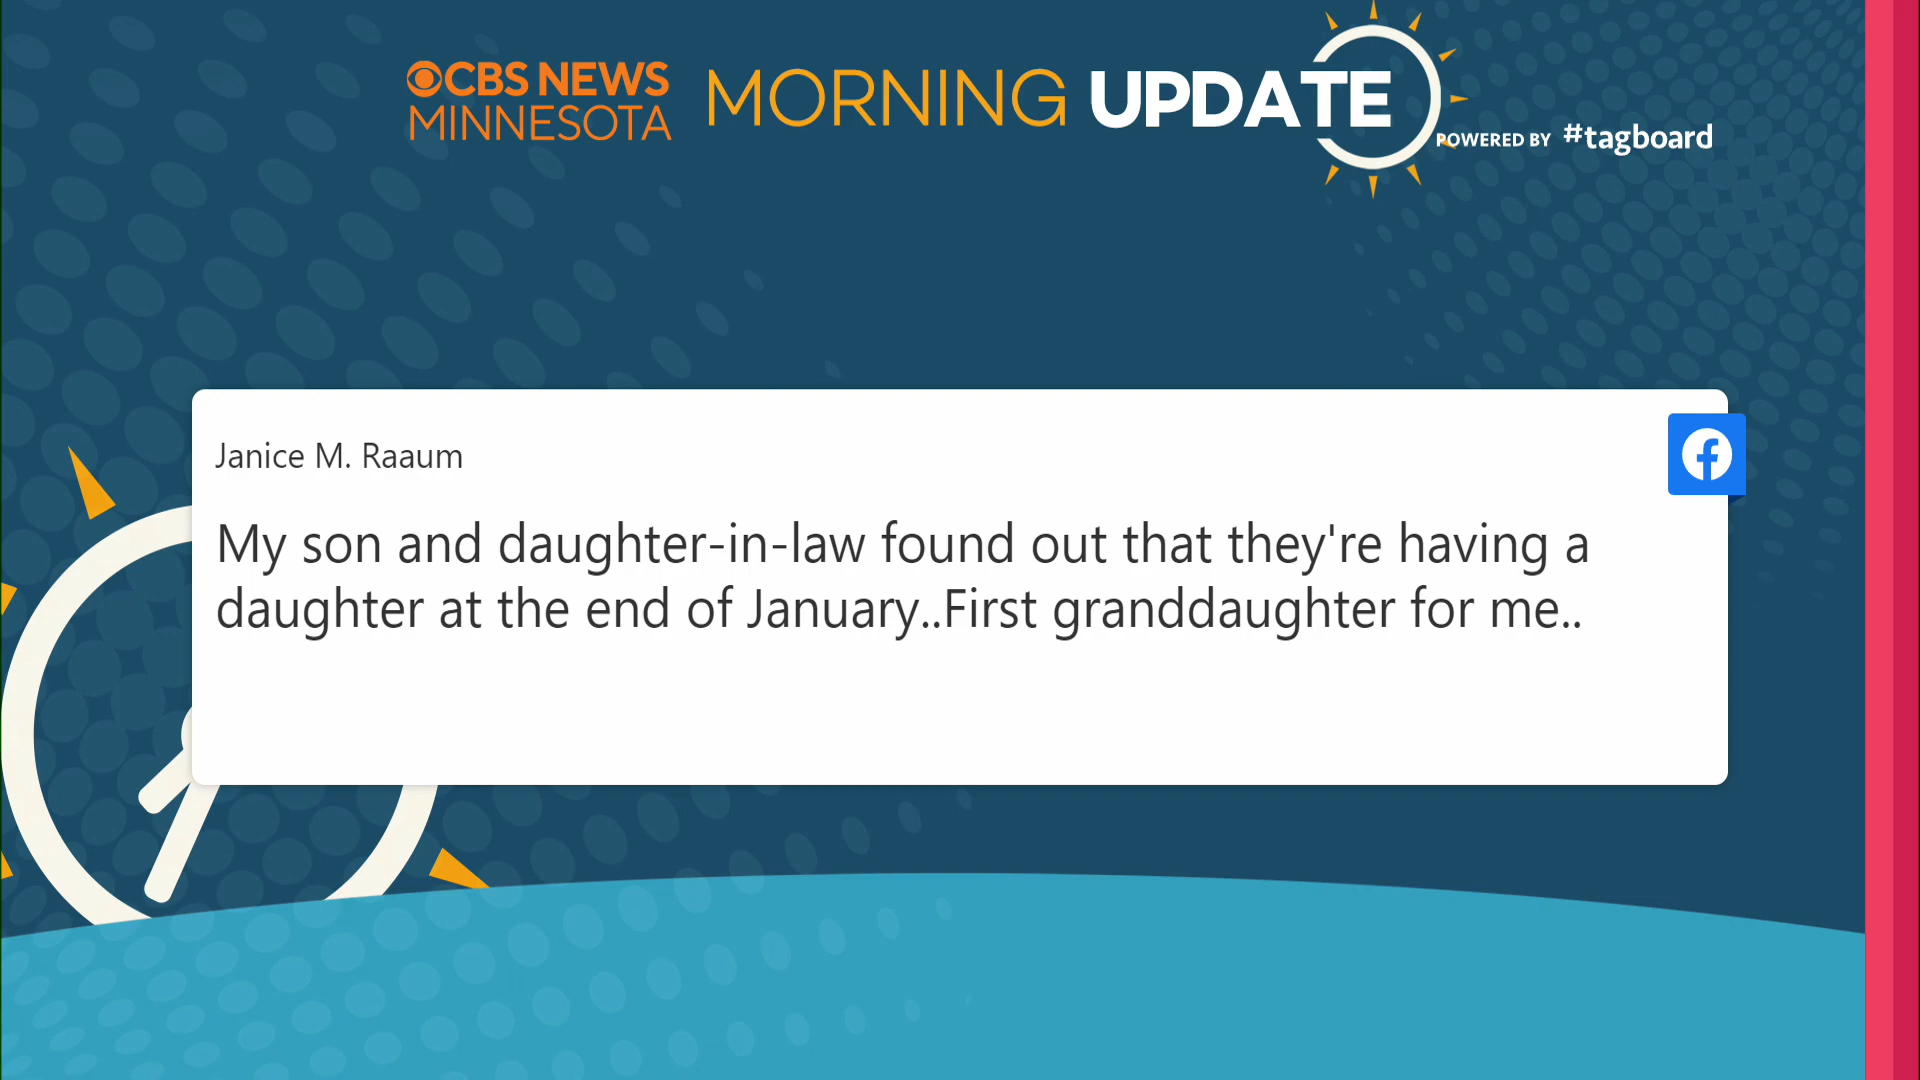 CBS NEWS
MINNESOTA
MORNING UPDATE
POWERED BY #tagboard
Janice M. Raaum
My son and daughter-in-law found out that they're having a
daughter at the end of January..First granddaughter for me..